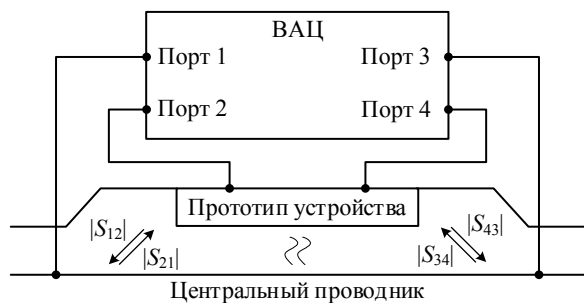 ВАЦ
Порт 1 Порт 3
Порт 2 Порт 4
Прототип устройства
|S12| |S43|
|S21| |S34|
Центральный проводник